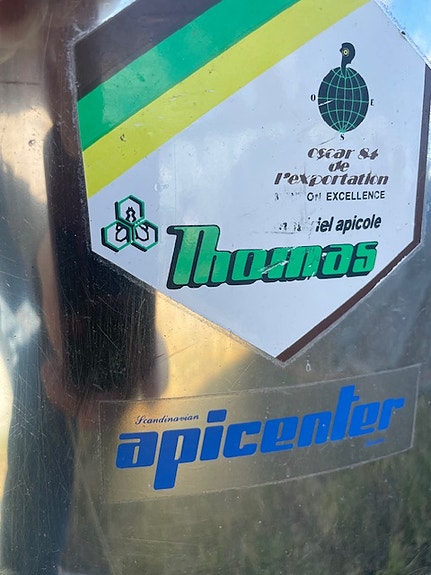 O E
S
oscar 84
de
l'exportation
EXCELLENCE
apicole
Thomas
Scandinavian
apicenter